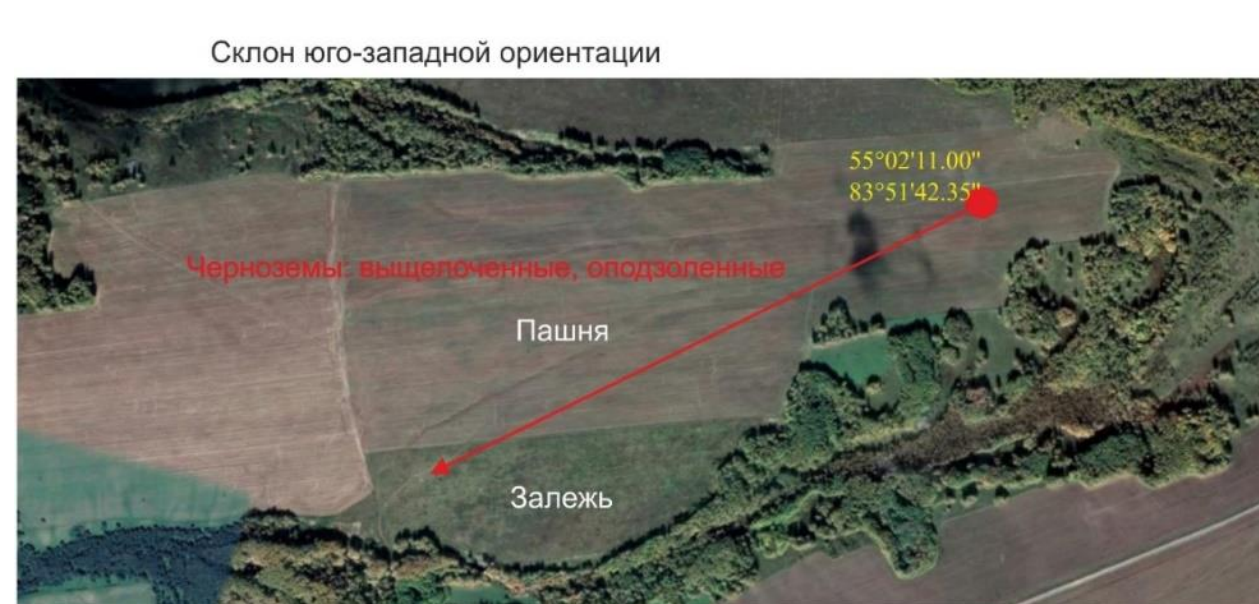 Склон юго-западной ориентации
55°02'11.00"
83°51'42.35"
Черноземы: выщелоченные, оподзоленные
Пашня
Залежь